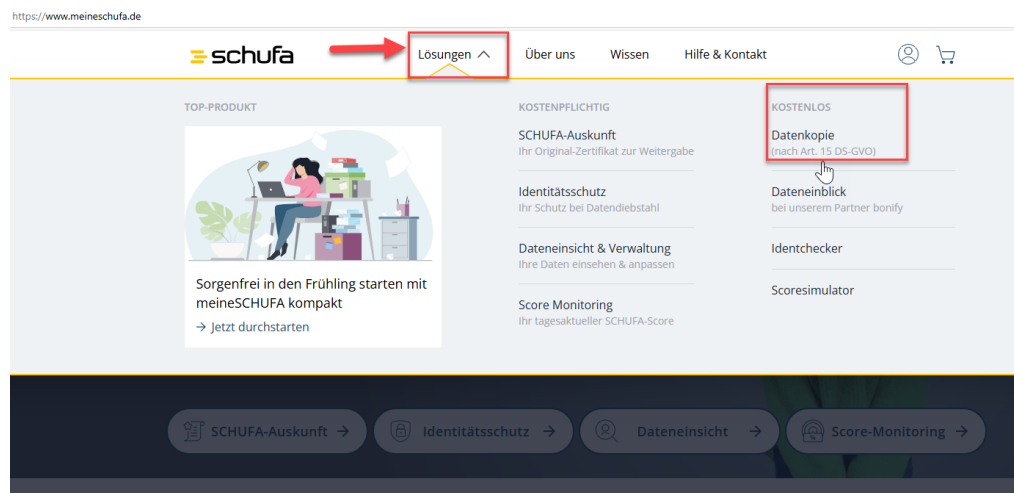 https://www.meineschufa.de
schufa
Lösungen
Über uns
Wissen
Hilfe & Kontakt
TOP-PRODUKT
Sorgenfrei in den Frühling starten mit
meineSCHUFA kompakt
→ Jetzt durchstarten
KOSTENPFLICHTIG
SCHUFA-Auskunft
Ihr Original-Zertifikat zur Weitergabe
Identitätsschutz
Ihr Schutz bei Datendiebstahl
Dateneinsicht & Verwaltung
Ihre Daten einsehen & anpassen
Score Monitoring
Ihr tagesaktueller SCHUFA-Score
KOSTENLOS
Datenkopie
(nach Art. 15 DS-GVO)
Dateneinblick
bei unserem Partner bonify
Identchecker
Scoresimulator
SCHUFA-Auskunft →
Identitätsschutz →
Dateneinsicht →
Score-Monitoring →